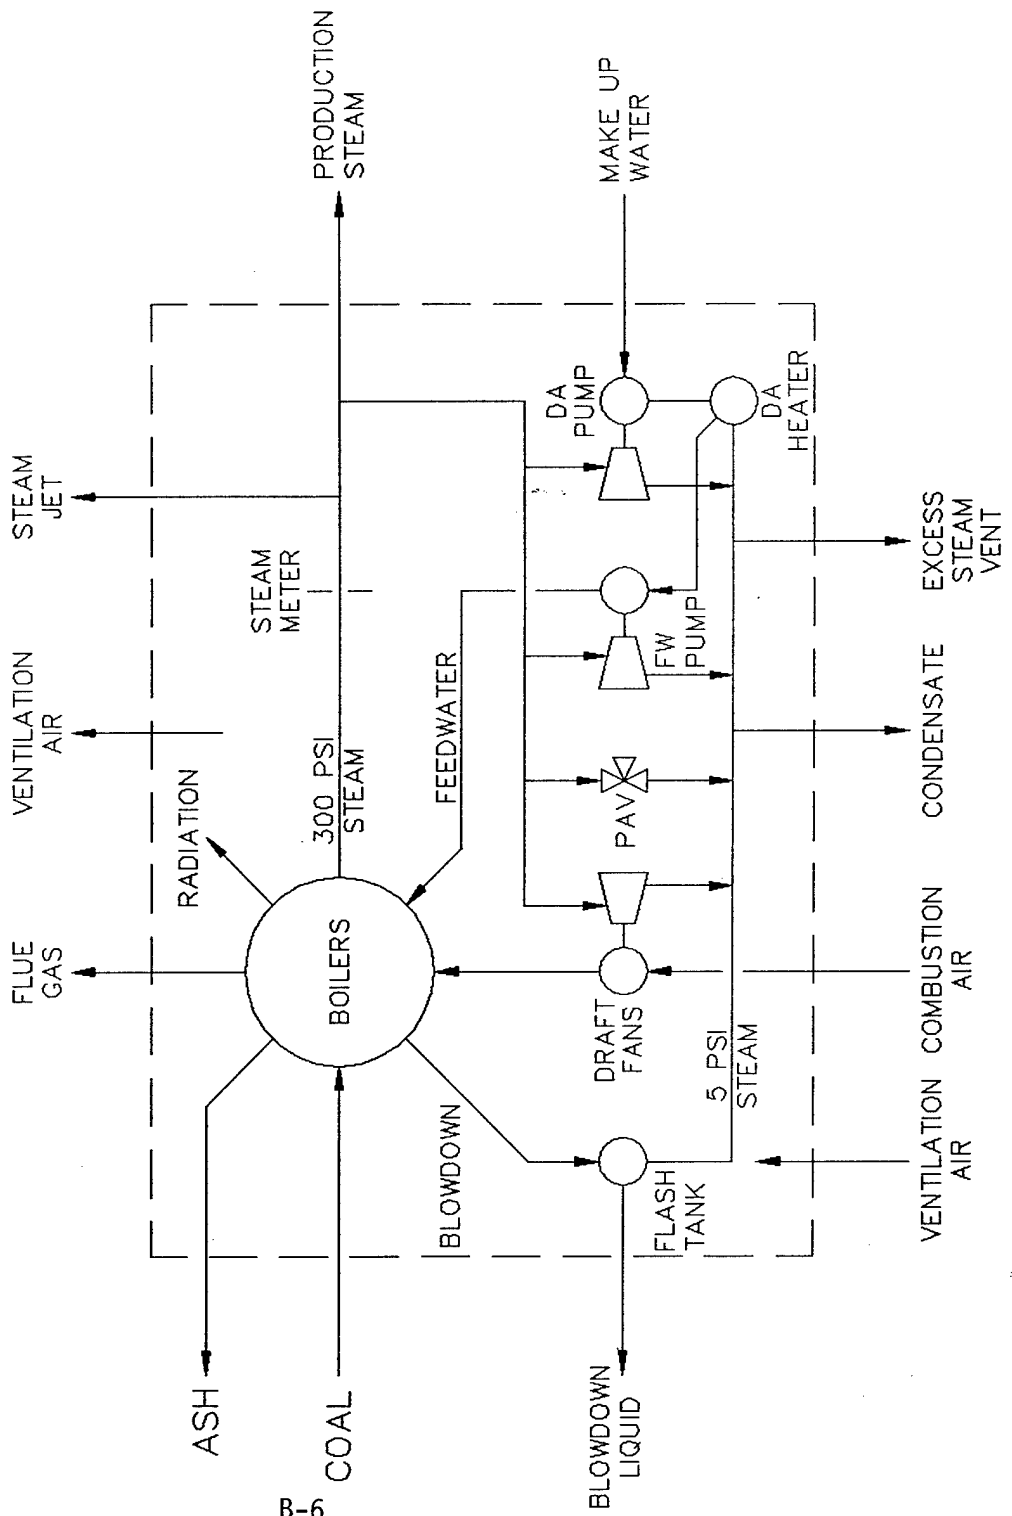 FLUE
GAS
VENTILATION
AIR
STEAM
JET
RADIATION
STEAM
METER
PRODUCTION
STEAM
300 PSI
STEAM
BOILERS
ASH
COAL
FEEDWATER
BLOWDOWN
DRAFT
FANS
PAV
FW
PUMP
DA
PUMP
MAKE UP
WATER
DA
HEATER
FLASH
TANK
5 PSI
STEAM
BLOWDOWN
LIQUID
VENTILATION
AIR
COMBUSTION
AIR
CONDENSATE
EXCESS
STEAM
VENT
B-6